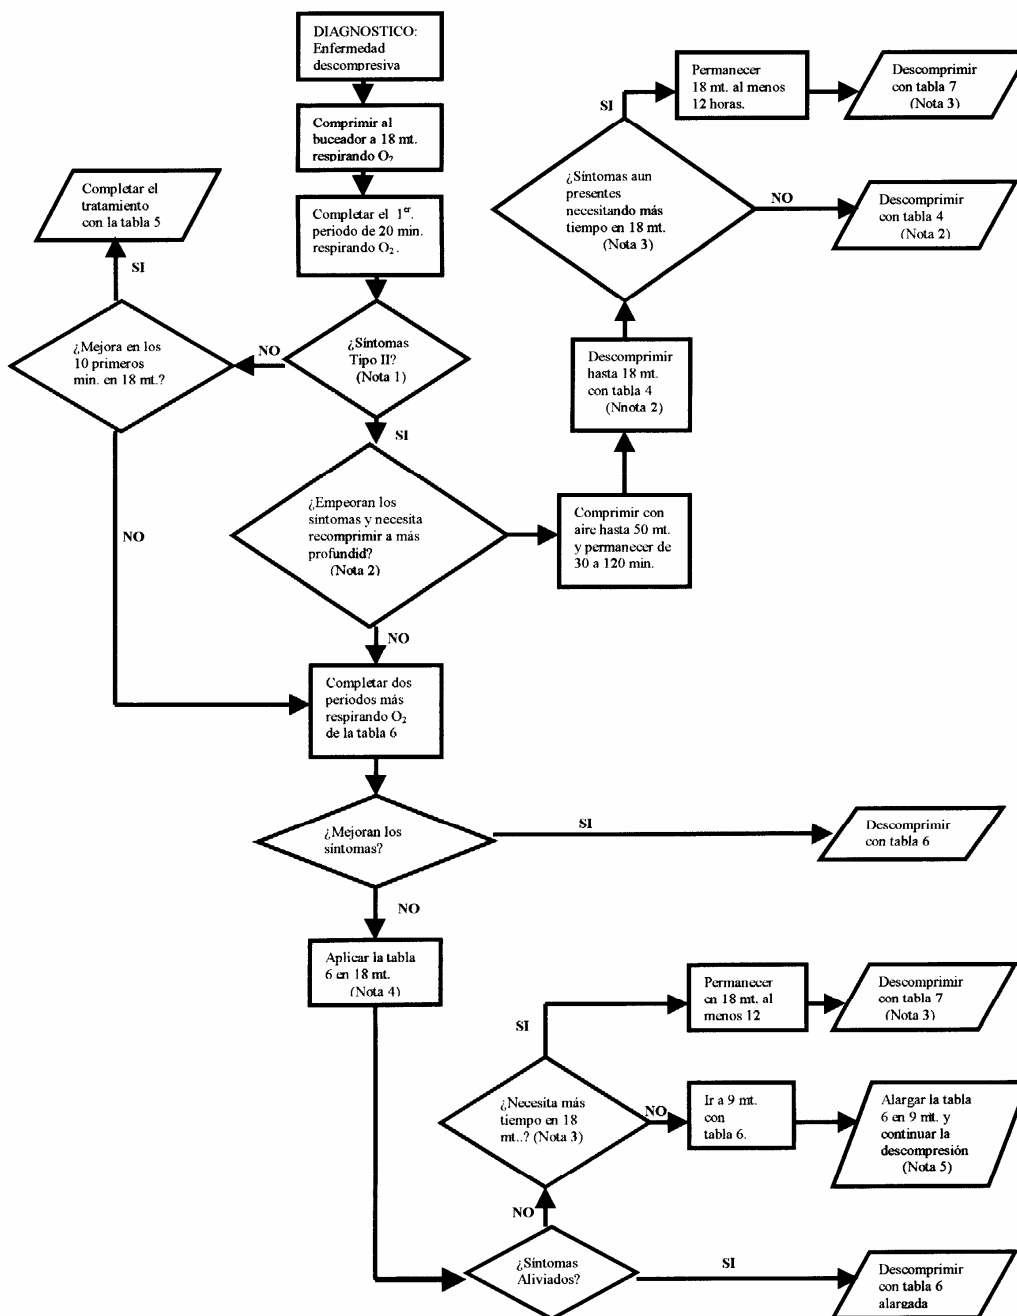 DIAGNOSTICO:
Enfermedad
descompresiva
Comprimir al
buceador a 18 mt.
respirando O₂
Completar el 1er.
periodo de 20 min.
respirando O₂.
¿Síntomas
Tipo II?
(Nota 1)
NO
SI
¿Mejora en los
10 primeros
min. en 18 mt.?
SI
NO
Completar el
tratamiento
con la tabla 5
¿Empeoran los
síntomas y necesita
recomprimir a más
profundid?
(Nota 2)
NO
Comprimir con
aire hasta 50 mt.
y permanecer de
30 a 120 min.
Descomprimir
hasta 18 mt.
con tabla 4
(Nnota 2)
¿Síntomas aun
presentes
necesitando más
tiempo en 18 mt.
(Nota 3)
SI
NO
Permanecer
18 mt. al menos
12 horas.
Descomprimir
con tabla 7
(Nota 3)
Descomprimir
con tabla 4
(Nota 2)
Completar dos
periodos más
respirando O₂
de la tabla 6
¿Mejoran los
síntomas?
SI
NO
Descomprimir
con tabla 6
Aplicar la tabla
6 en 18 mt.
(Nota 4)
Permanecer
en 18 mt. al
menos 12
Descomprimir
con tabla 7
(Nota 3)
SI
¿Necesita más
tiempo en 18
mt..? (Nota 3)
NO
Ir a 9 mt.
con
tabla 6.
Alargar la tabla
6 en 9 mt. y
continuar la
descompresión
(Nota 5)
NO
¿Síntomas
Aliviados?
SI
Descomprimir
con tabla 6
alargada